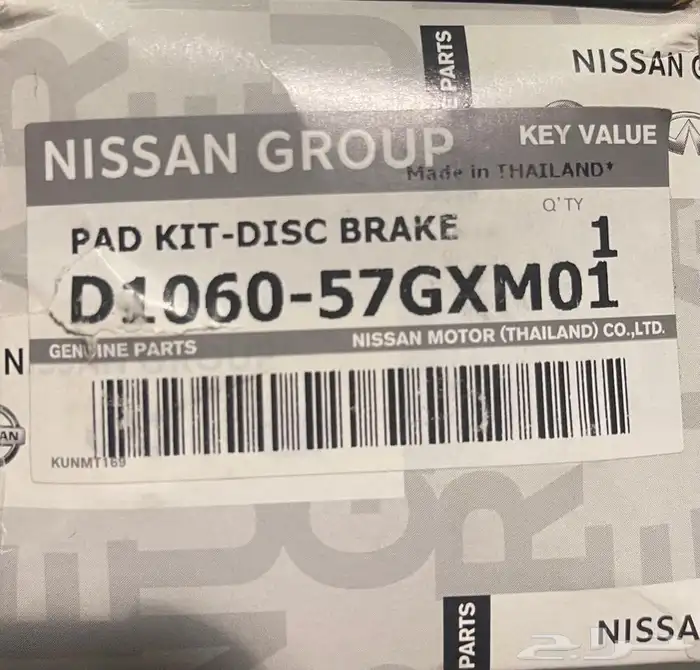 PARTS
NISSAN
NISSAN GROUP
KEY VALUE
Made in THAILAND*
Q'TY
PAD KIT-DISC BRAKE
1
D1060-57GXM01
GENUINE PARTS
NISSAN MOTOR (THAILAND) CO.,LTD.
N
AN
KUNMT169
PARTS
NISSA